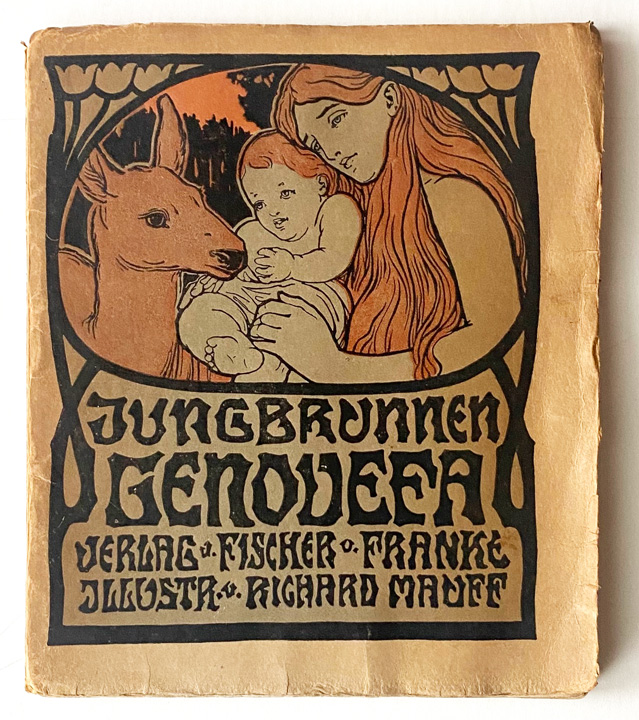 JUNGBRUNNEN
GENOVEFA
VERLAG v. FISCHER v. FRANKE
ILLUSTR. v. RICHARD MAUFF